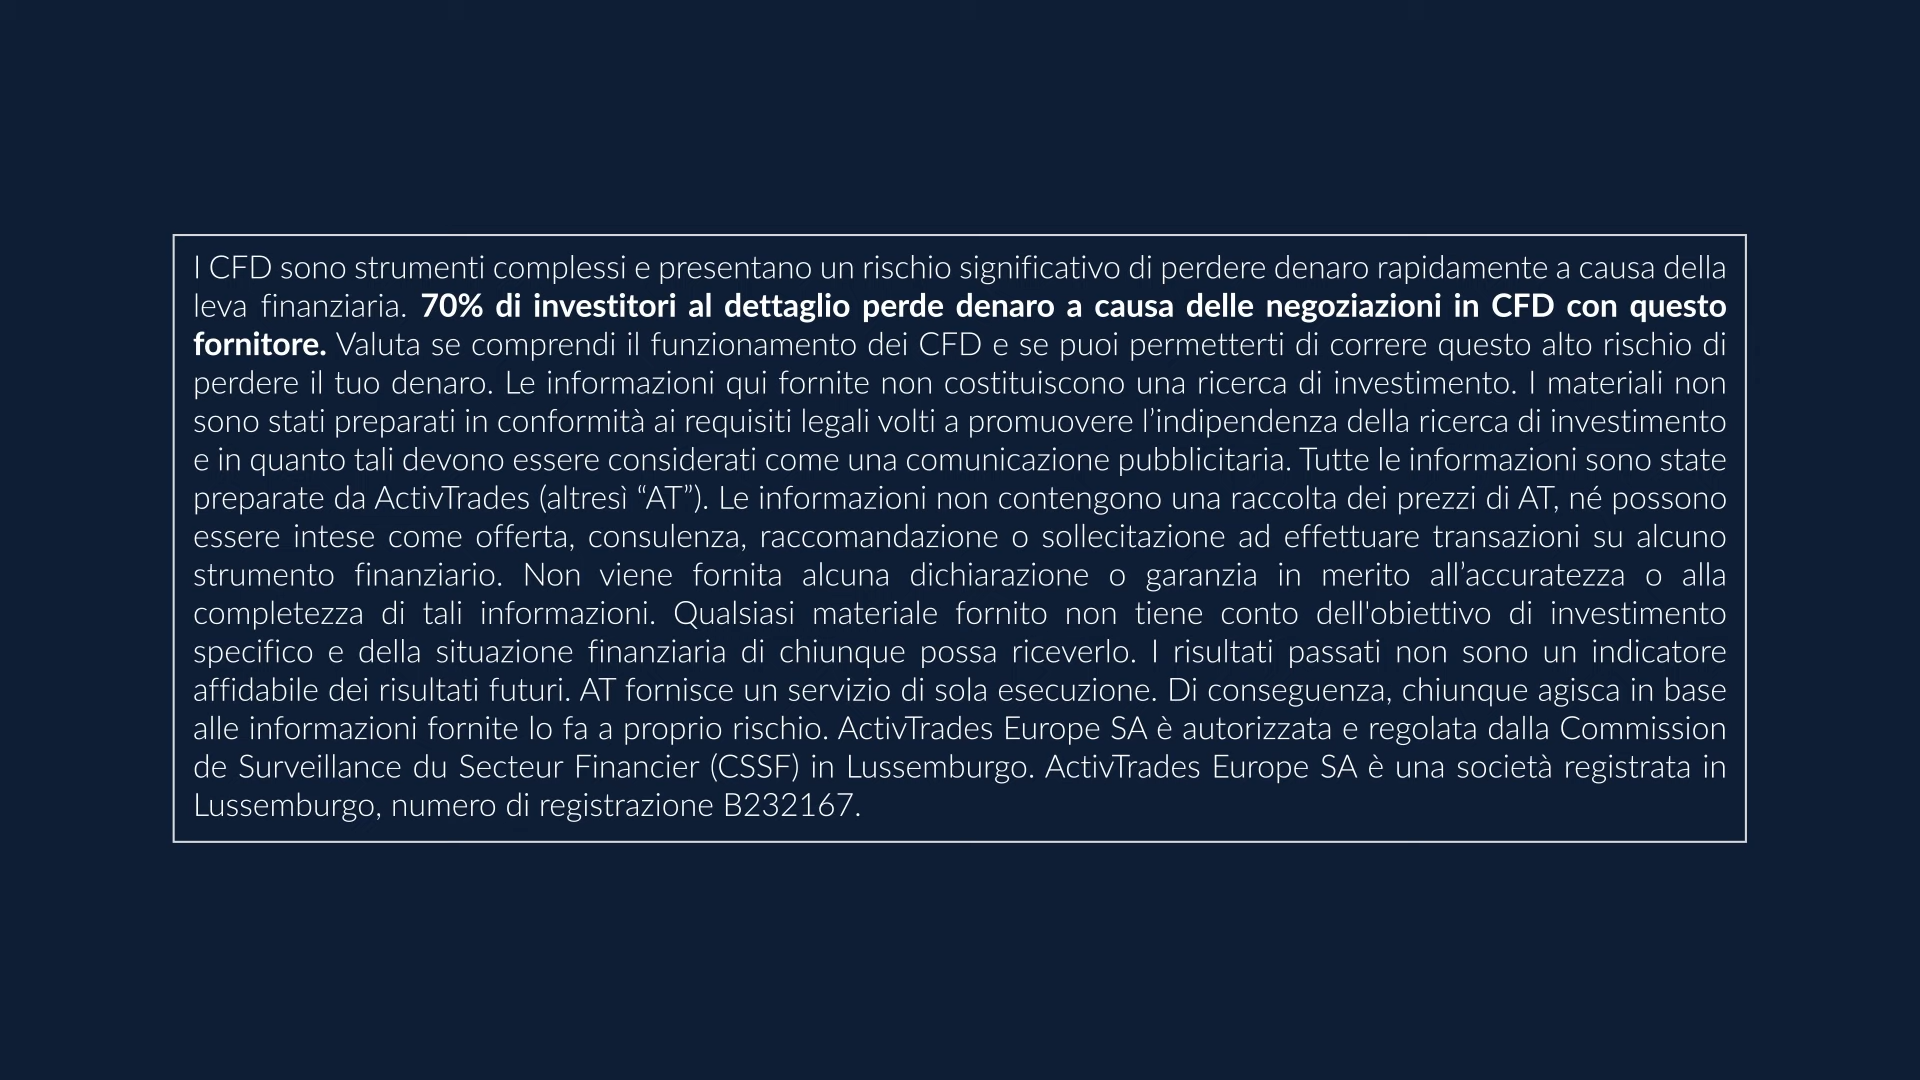 I CFD sono strumenti complessi e presentano un rischio significativo di perdere denaro rapidamente a causa della
leva finanziaria. 70% di investitori al dettaglio perde denaro a causa delle negoziazioni in CFD con questo
fornitore. Valuta se comprendi il funzionamento dei CFD e se puoi permetterti di correre questo alto rischio di
perdere il tuo denaro. Le informazioni qui fornite non costituiscono una ricerca di investimento. I materiali non
sono stati preparati in conformità ai requisiti legali volti a promuovere l’indipendenza della ricerca di investimento
e in quanto tali devono essere considerati come una comunicazione pubblicitaria. Tutte le informazioni sono state
preparate da ActivTrades (altresì “AT”). Le informazioni non contengono una raccolta dei prezzi di AT, né possono
essere intese come offerta, consulenza, raccomandazione o sollecitazione ad effettuare transazioni su alcuno
strumento finanziario. Non viene fornita alcuna dichiarazione o garanzia in merito all’accuratezza o alla
completezza di tali informazioni. Qualsiasi materiale fornito non tiene conto dell'obiettivo di investimento
specifico e della situazione finanziaria di chiunque possa riceverlo. I risultati passati non sono un indicatore
affidabile dei risultati futuri. AT fornisce un servizio di sola esecuzione. Di conseguenza, chiunque agisca in base
alle informazioni fornite lo fa a proprio rischio. ActivTrades Europe SA è autorizzata e regolata dalla Commission
de Surveillance du Secteur Financier (CSSF) in Lussemburgo. ActivTrades Europe SA è una società registrata in
Lussemburgo, numero di registrazione B232167.